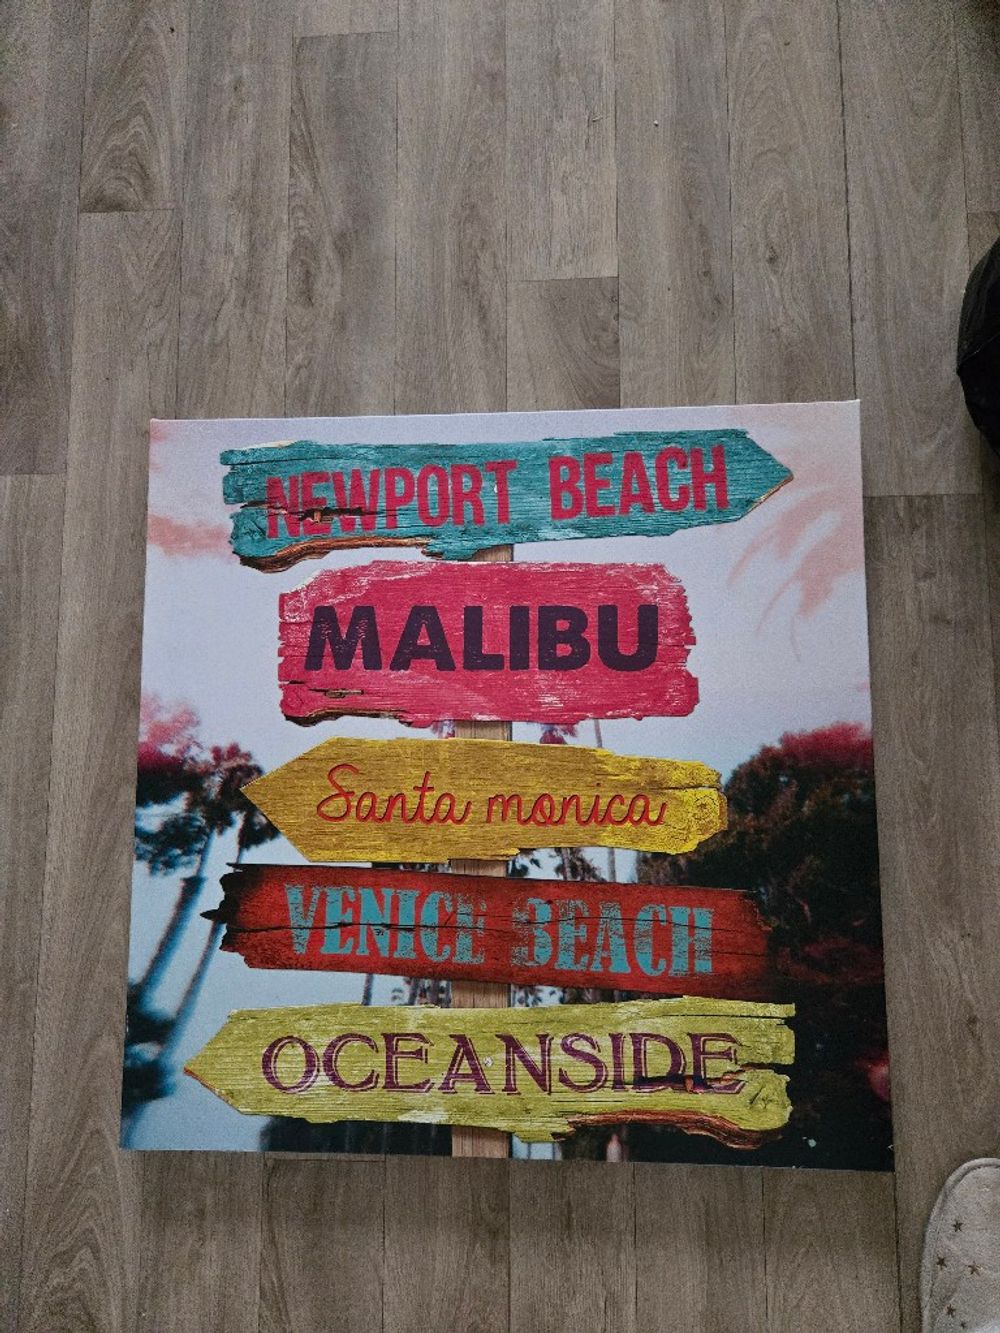 NEWPORT BEACH
MALIBU
Santa monica
VENICE BEACH
OCEANSIDE